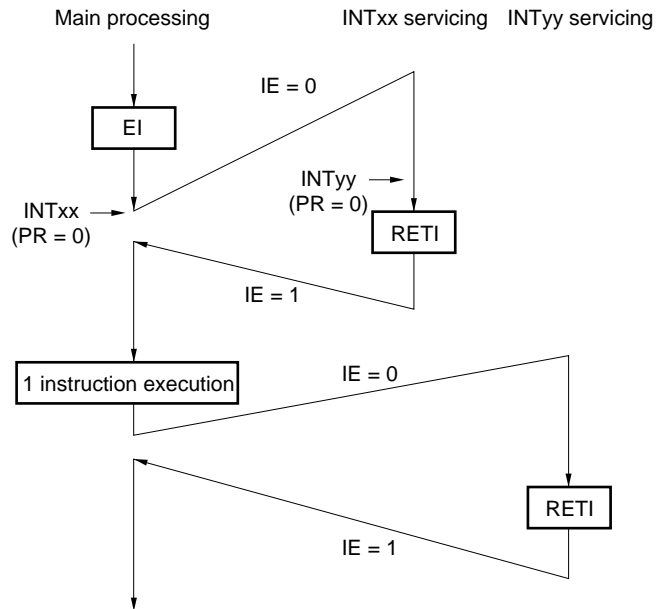 Main processing
INTxx servicing
INTyy servicing
IE = 0
EI
INTyy
(PR = 0)
INTxx
(PR = 0)
RETI
IE = 1
1 instruction execution
IE = 0
RETI
IE = 1